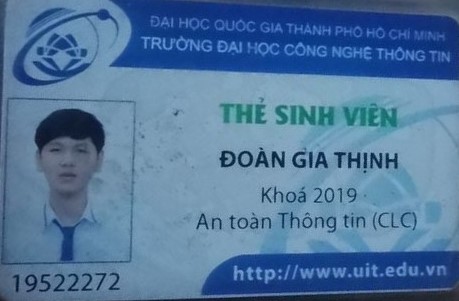 ĐẠI HỌC QUỐC GIA THÀNH PHỐ HỒ CHÍ MINH
TRƯỜNG ĐẠI HỌC CÔNG NGHỆ THÔNG TIN
THẺ SINH VIÊN
ĐOÀN GIA THỊNH
Khoá 2019
An toàn Thông tin (CLC)
19522272
http://www.uit.edu.vn